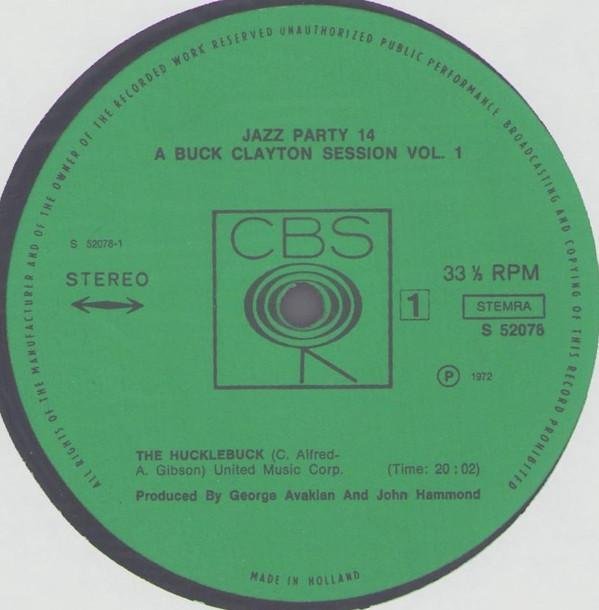 ALL RIGHTS OF THE MANUFACTURER AND OF THE OWNER OF THE RECORDED WORK RESERVED UNAUTHORIZED PUBLIC PERFORMANCE BROADCASTING AND COPYING OF THIS RECORD PROHIBITED
JAZZ PARTY 14
A BUCK CLAYTON SESSION VOL. 1
CBS
S 52078-1
STEREO
33 ⅓ RPM
1
STEMRA
S 52078
P 1972
THE HUCKLEBUCK (C. Alfred-
A. Gibson) United Music Corp. (Time: 20 : 02)
Produced By George Avakian And John Hammond
MADE IN HOLLAND